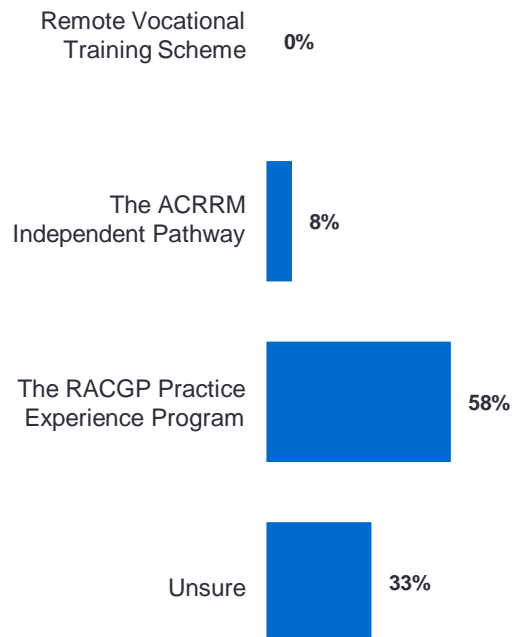 Remote Vocational
Training Scheme
0%
The ACRRM
Independent Pathway
8%
The RACGP Practice
Experience Program
58%
Unsure
33%